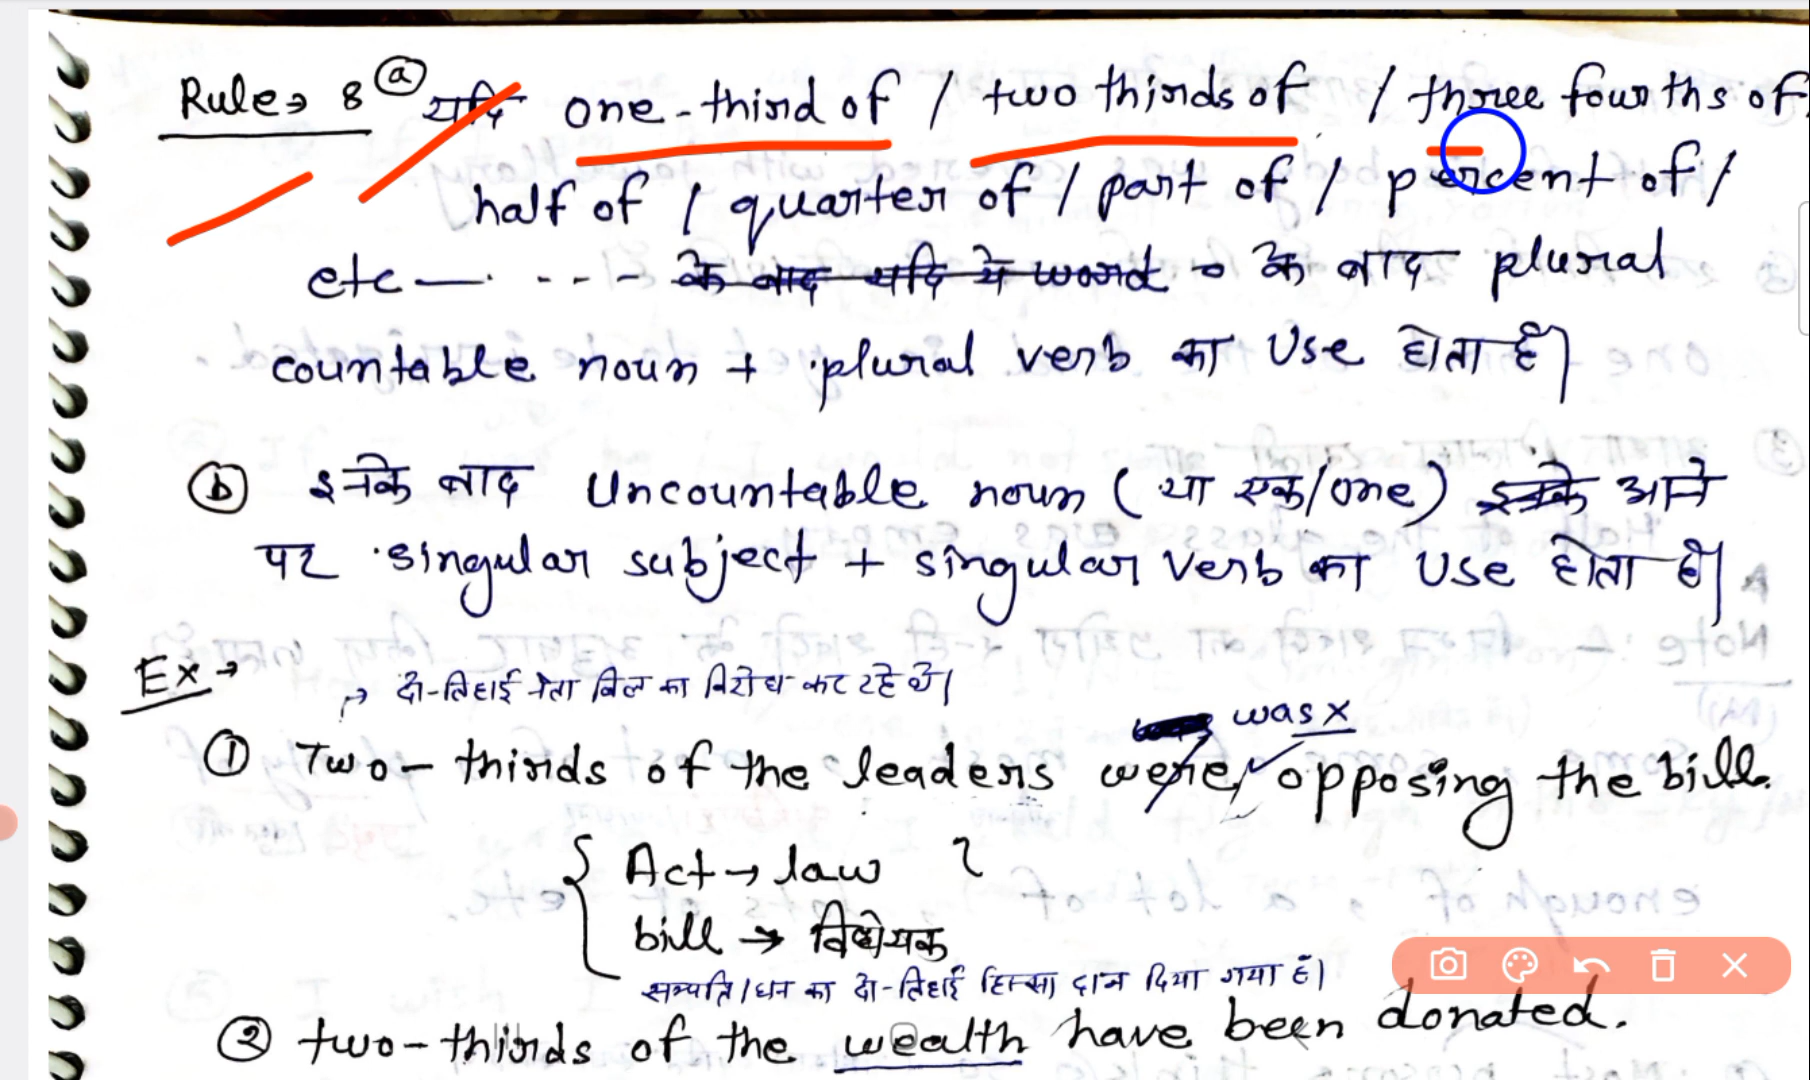 Rule→ 8 ⓐ यदि one-third of / two thirds of / three fourths of
half of / quarter of / part of / percent of /
etc —. . . - के बाद यदि ये word ० के बाद plural
countable noun + plural verb का Use होता है।
ⓑ इनके बाद Uncountable noun ( या एक/one) इनके आने
पर singular subject + singular verb का Use होता है।
Ex →
→ दो-तिहाई नेता बिल का विरोध कर रहे थे।
was x
① Two- thirds of the leaders were opposing the bill.
Act → law
bill → विधेयक
सम्पत्ति/धन का दो-तिहाई हिस्सा दान दिया गया है।
② two-thirds of the wealth have been donated.